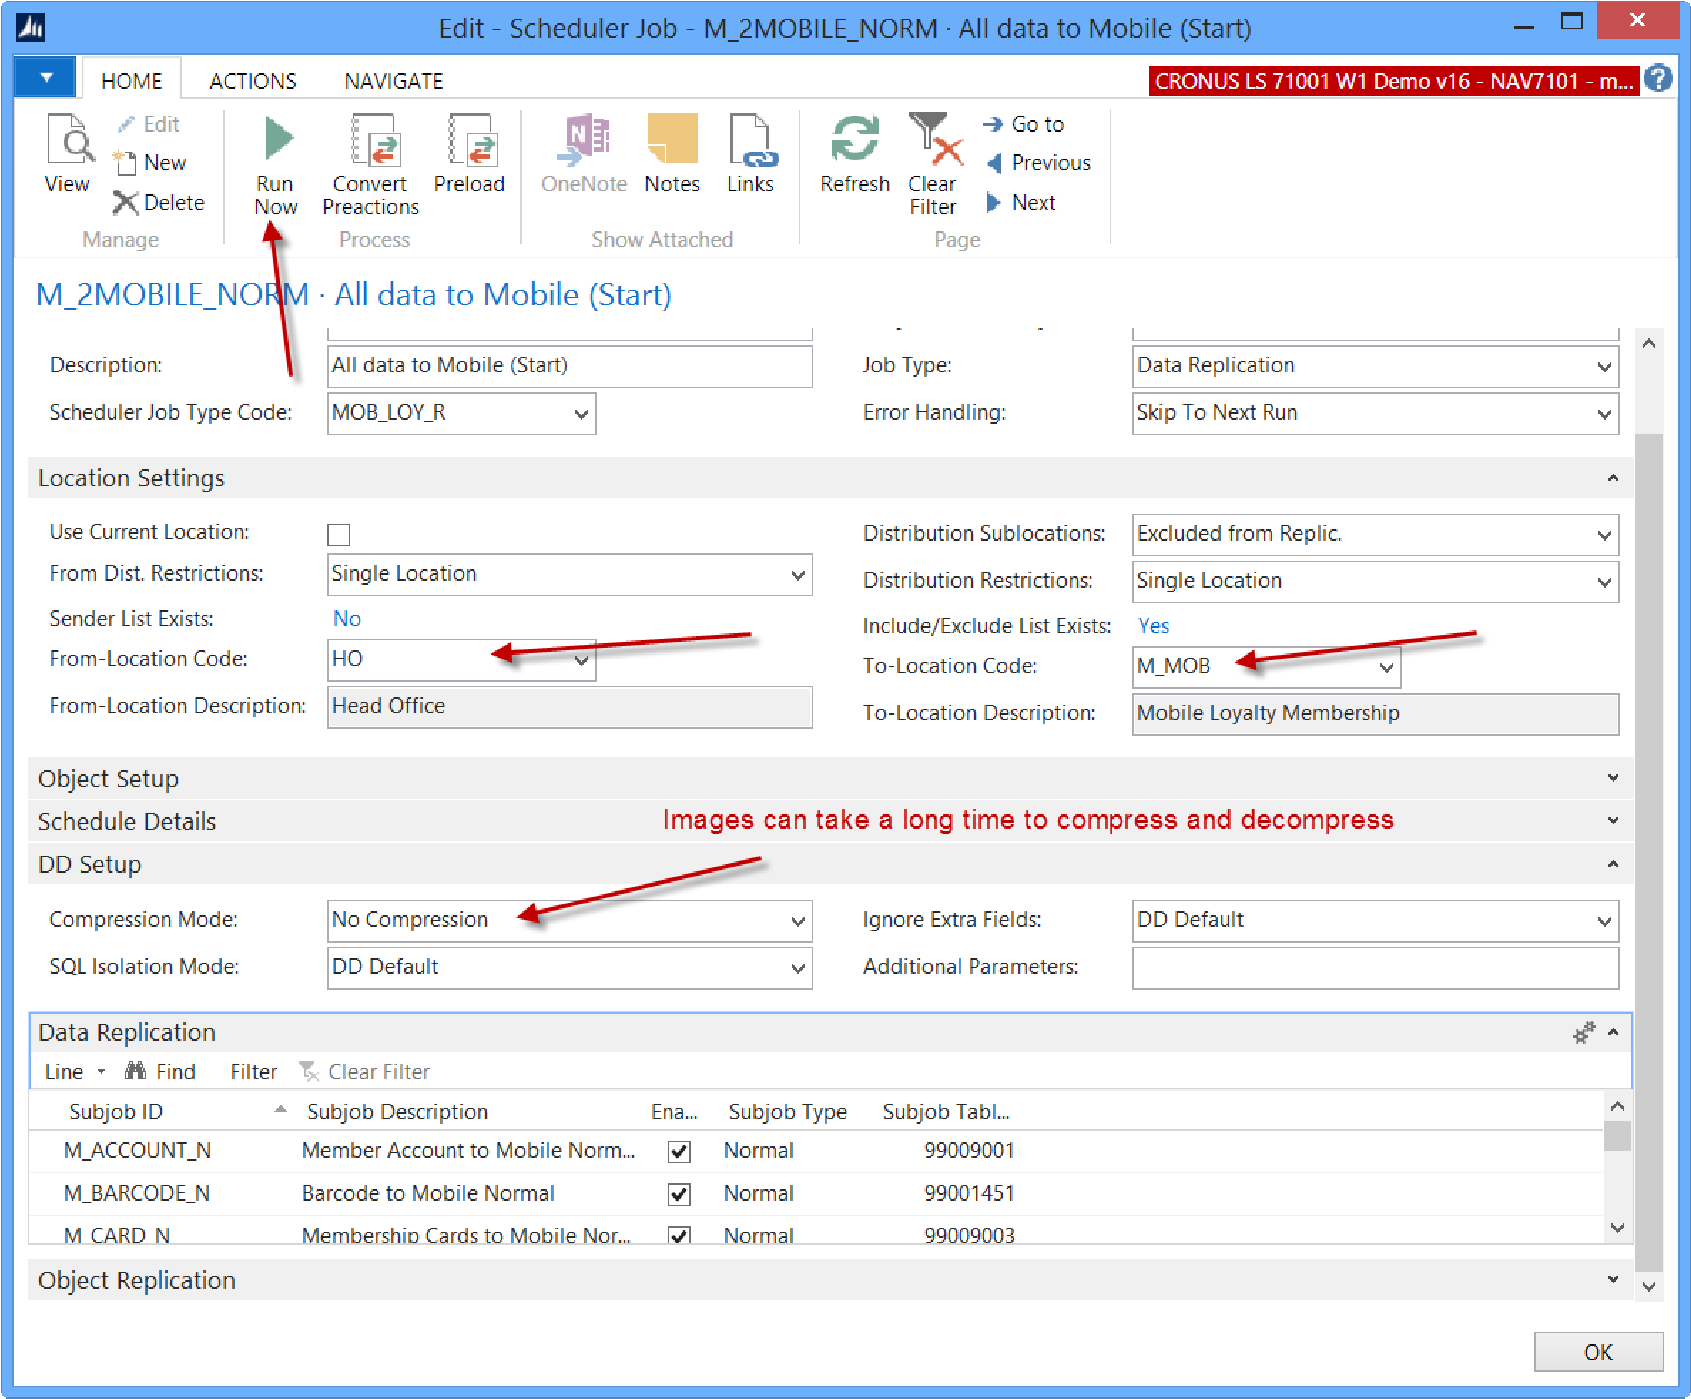 Edit - Scheduler Job - M_2MOBILE_NORM · All data to Mobile (Start)
HOME ACTIONS NAVIGATE CRONUS LS 71001 W1 Demo v16 - NAV7101 - m...
View
Edit
New
Delete
Manage
Run Now
Convert Preactions
Preload
Process
OneNote
Notes
Links
Show Attached
Refresh
Clear Filter
Go to
Previous
Next
Page
M_2MOBILE_NORM · All data to Mobile (Start)
Description: All data to Mobile (Start)
Job Type: Data Replication
Scheduler Job Type Code: MOB_LOY_R
Error Handling: Skip To Next Run
Location Settings
Use Current Location:
Distribution Sublocations: Excluded from Replic.
From Dist. Restrictions: Single Location
Distribution Restrictions: Single Location
Sender List Exists: No
Include/Exclude List Exists: Yes
From-Location Code: HO
To-Location Code: M_MOB
From-Location Description: Head Office
To-Location Description: Mobile Loyalty Membership
Object Setup
Schedule Details
Images can take a long time to compress and decompress
DD Setup
Compression Mode: No Compression
Ignore Extra Fields: DD Default
SQL Isolation Mode: DD Default
Additional Parameters:
Data Replication
Line Find Filter Clear Filter
Subjob ID Subjob Description Ena... Subjob Type Subjob Tabl...
M_ACCOUNT_N Member Account to Mobile Norm... Normal 99009001
M_BARCODE_N Barcode to Mobile Normal Normal 99001451
M_CARD_N Membership Cards to Mobile Nor... Normal 99009003
Object Replication
OK